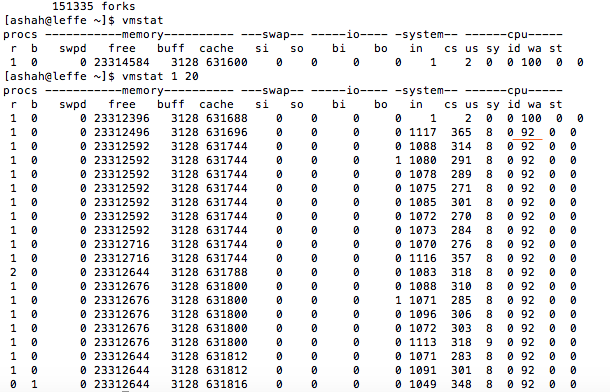 151335 forks
[ashah@leffe ~]$ vmstat
procs -----------memory---------- ---swap-- -----io---- -system-- ------cpu-----
r b swpd free buff cache si so bi bo in cs us sy id wa st
1 0 0 23314584 3128 631600 0 0 0 0 1 2 0 0 100 0 0
[ashah@leffe ~]$ vmstat 1 20
procs -----------memory---------- ---swap-- -----io---- -system-- ------cpu-----
r b swpd free buff cache si so bi bo in cs us sy id wa st
1 0 0 23312396 3128 631688 0 0 0 0 1 2 0 0 100 0 0
1 0 0 23312496 3128 631696 0 0 0 0 1117 365 8 0 92 0 0
1 0 0 23312592 3128 631744 0 0 0 0 1088 314 8 0 92 0 0
1 0 0 23312592 3128 631744 0 0 0 1 1080 291 8 0 92 0 0
1 0 0 23312592 3128 631744 0 0 0 0 1078 289 8 0 92 0 0
1 0 0 23312592 3128 631744 0 0 0 0 1075 271 8 0 92 0 0
1 0 0 23312592 3128 631744 0 0 0 0 1085 301 8 0 92 0 0
1 0 0 23312592 3128 631744 0 0 0 0 1072 270 8 0 92 0 0
1 0 0 23312592 3128 631744 0 0 0 0 1073 284 8 0 92 0 0
1 0 0 23312716 3128 631744 0 0 0 0 1070 276 8 0 92 0 0
1 0 0 23312716 3128 631744 0 0 0 0 1116 357 8 0 92 0 0
2 0 0 23312644 3128 631788 0 0 0 0 1083 318 8 0 92 0 0
1 0 0 23312676 3128 631800 0 0 0 0 1088 310 8 0 92 0 0
1 0 0 23312676 3128 631800 0 0 0 1 1071 285 8 0 92 0 0
1 0 0 23312676 3128 631800 0 0 0 0 1096 306 8 0 92 0 0
1 0 0 23312676 3128 631800 0 0 0 0 1072 303 8 0 92 0 0
1 0 0 23312676 3128 631800 0 0 0 0 1113 318 9 0 92 0 0
1 0 0 23312644 3128 631812 0 0 0 0 1071 283 8 0 92 0 0
1 0 0 23312644 3128 631812 0 0 0 0 1091 301 8 0 92 0 0
0 1 0 23312644 3128 631816 0 0 0 0 1049 348 8 0 92 0 0